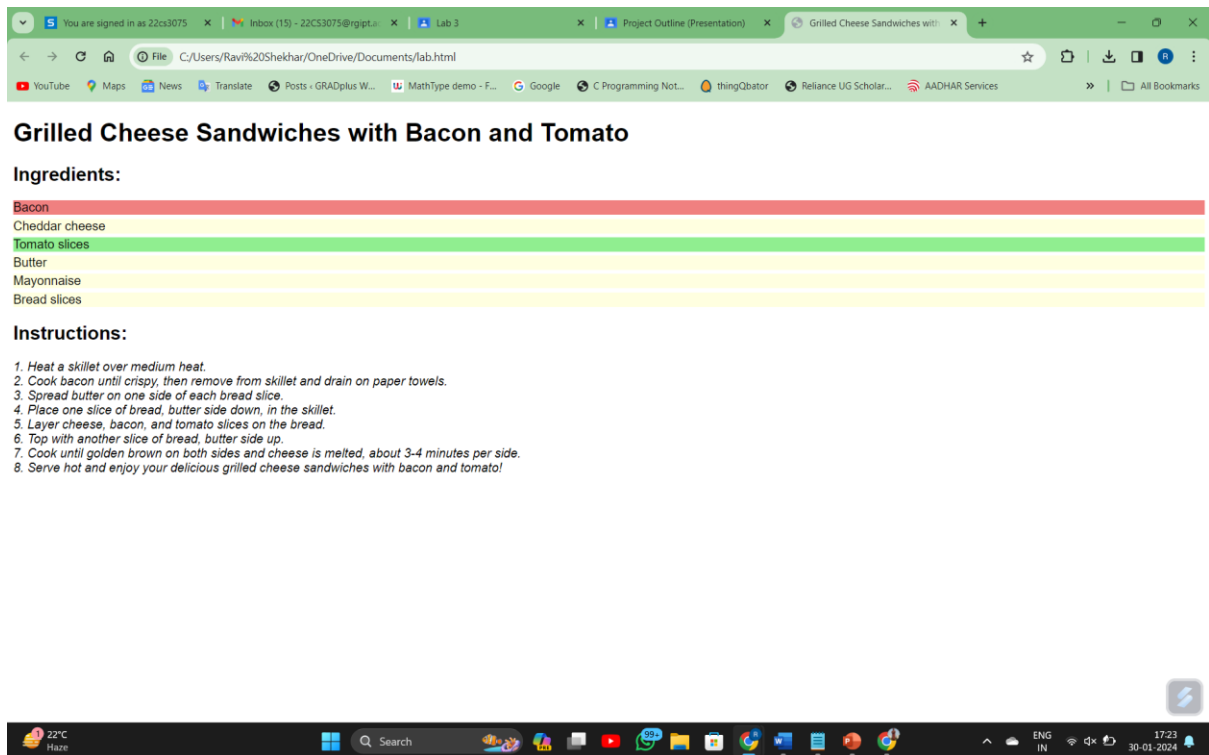 You are signed in as 22cs3075
Inbox (15) - 22CS3075@rgipt.ac
Lab 3
Project Outline (Presentation)
Grilled Cheese Sandwiches with
File C:/Users/Ravi%20Shekhar/OneDrive/Documents/lab.html
R
YouTube Maps News Translate Posts ‹ GRADplus W... MathType demo - F... Google C Programming Not... thingQbator Reliance UG Scholar... AADHAR Services » All Bookmarks
Grilled Cheese Sandwiches with Bacon and Tomato
Ingredients:
Bacon
Cheddar cheese
Tomato slices
Butter
Mayonnaise
Bread slices
Instructions:
1. Heat a skillet over medium heat.
2. Cook bacon until crispy, then remove from skillet and drain on paper towels.
3. Spread butter on one side of each bread slice.
4. Place one slice of bread, butter side down, in the skillet.
5. Layer cheese, bacon, and tomato slices on the bread.
6. Top with another slice of bread, butter side up.
7. Cook until golden brown on both sides and cheese is melted, about 3-4 minutes per side.
8. Serve hot and enjoy your delicious grilled cheese sandwiches with bacon and tomato!
1
22°C
Haze
Search
99+
ENG
IN
17:23
30-01-2024